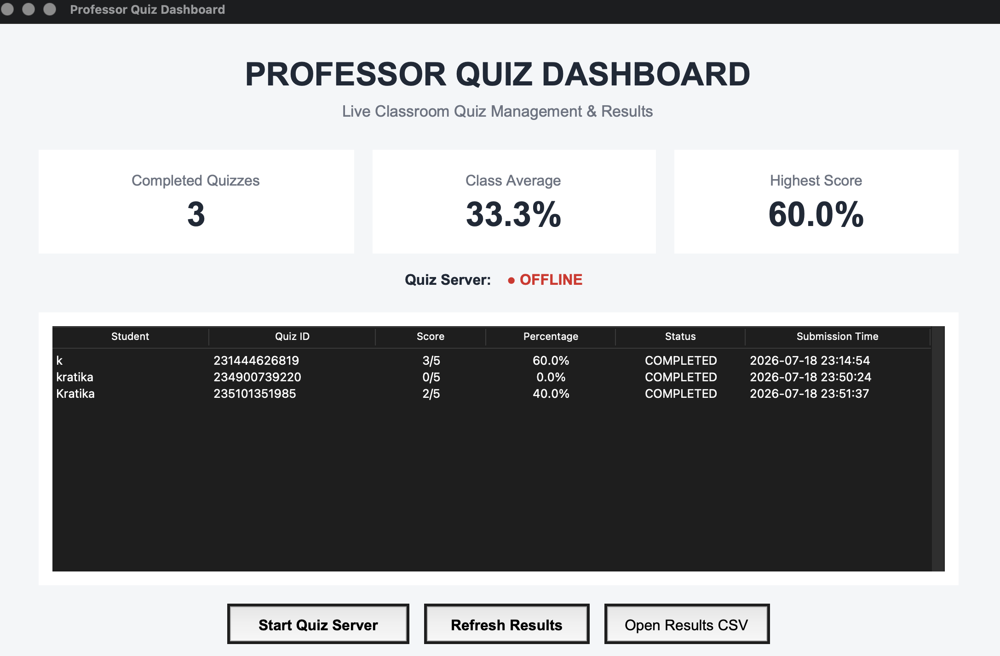 Professor Quiz Dashboard
PROFESSOR QUIZ DASHBOARD
Live Classroom Quiz Management & Results
Completed Quizzes
3
Class Average
33.3%
Highest Score
60.0%
Quiz Server: ● OFFLINE
Student Quiz ID Score Percentage Status Submission Time
k 231444626819 3/5 60.0% COMPLETED 2026-07-18 23:14:54
kratika 234900739220 0/5 0.0% COMPLETED 2026-07-18 23:50:24
Kratika 235101351985 2/5 40.0% COMPLETED 2026-07-18 23:51:37
Start Quiz Server
Refresh Results
Open Results CSV